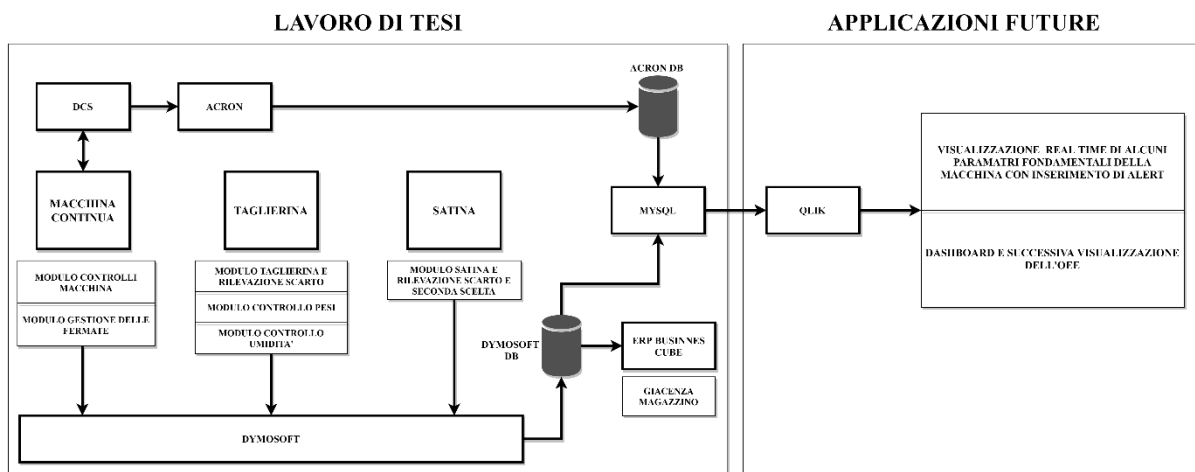 LAVORO DI TESI
APPLICAZIONI FUTURE
ACRON DB
DCS
ACRON
MACCHINA
CONTINUA
TAGLIERINA
SATINA
MYSQL
QLIK
VISUALIZZAZIONE REAL TIME DI ALCUNI
PARAMATRI FONDAMENTALI DELLA
MACCHINA CON INSERIMENTO DI ALERT
DASHBOARD E SUCCESSIVA VISUALIZZAZIONE
DELL'OEE
MODULO CONTROLLI
MACCHINA
MODULO GESTIONE DELLE
FERMATE
MODULO TAGLIERINA E
RILEVAZIONE SCARTO
MODULO CONTROLLO PESI
MODULO CONTROLLO
UMIDITA'
MODULO SATINA E
RILEVAZIONE SCARTO E
SECONDA SCELTA
DYMOSOFT
DB
ERP BUSINNES
CUBE
GIACENZA
MAGAZZINO
DYMOSOFT